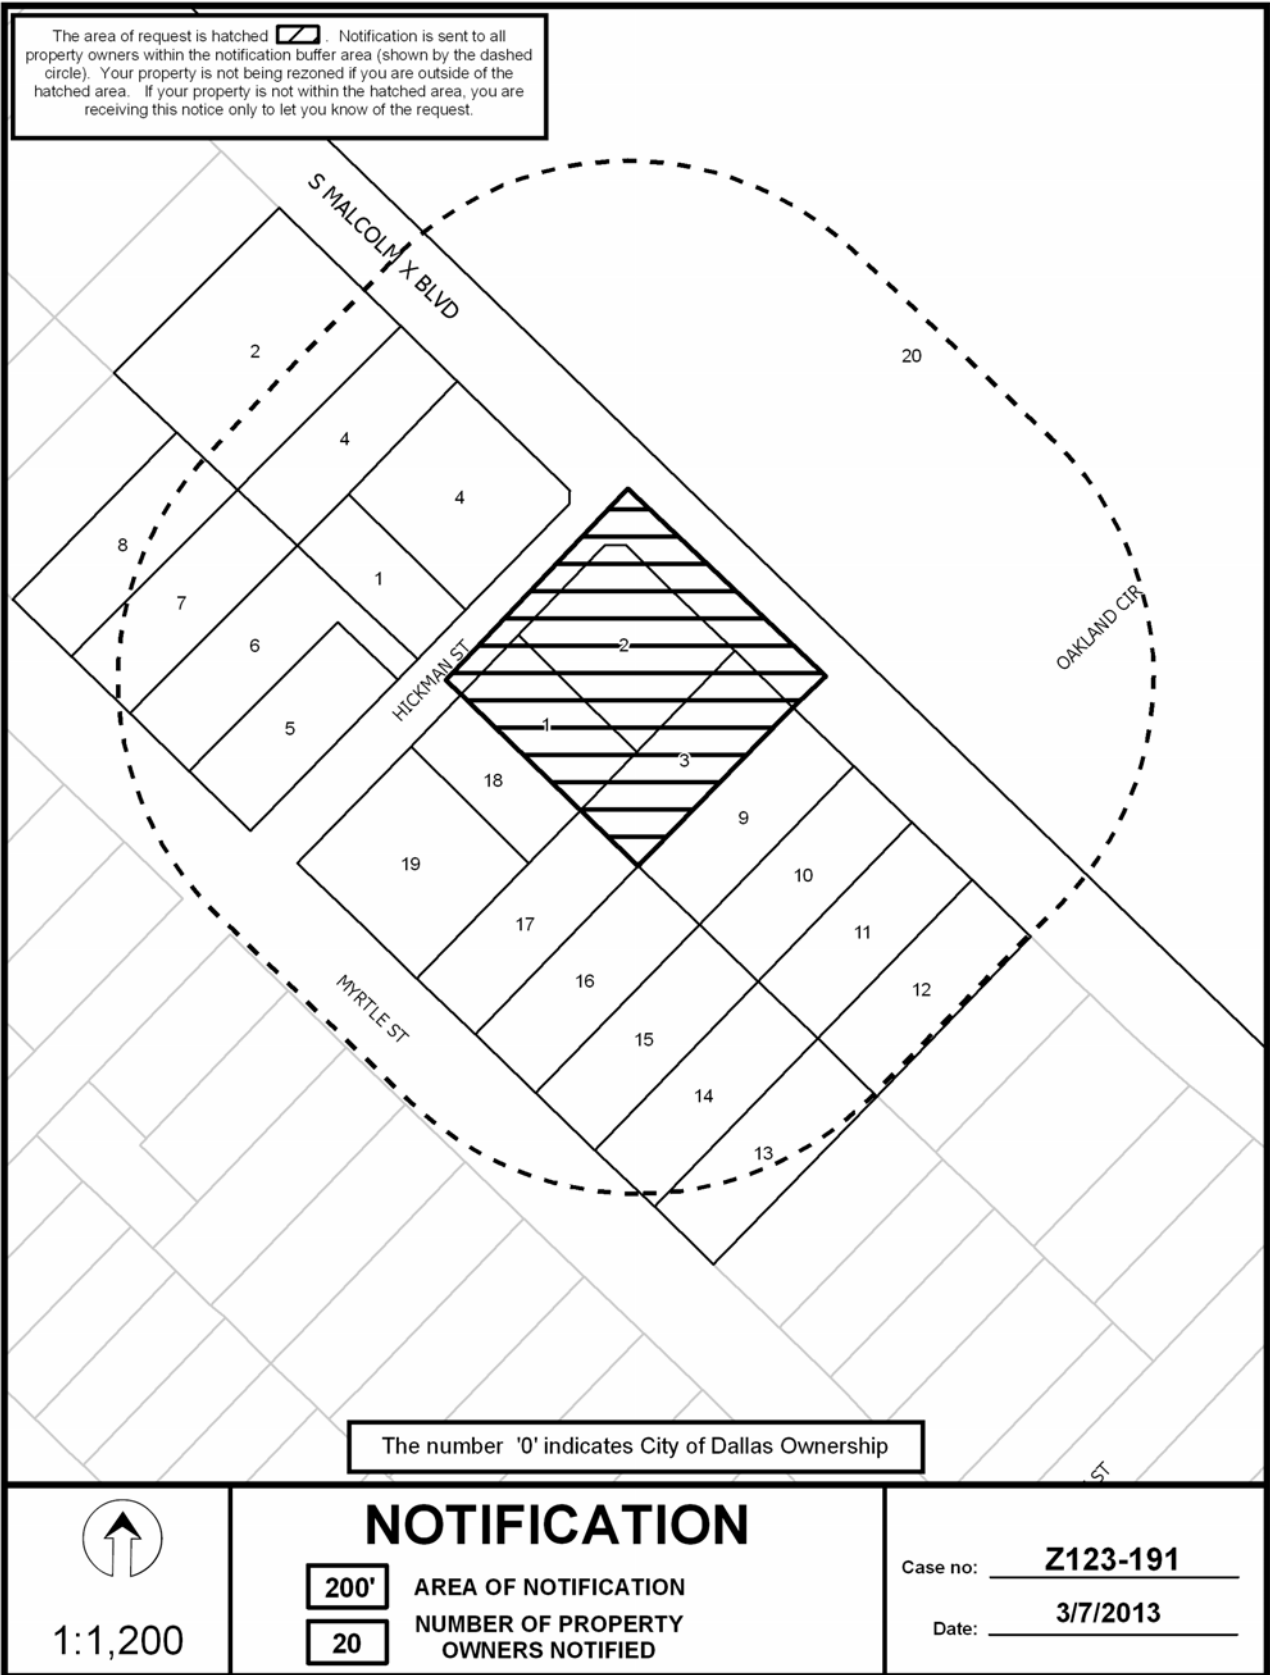 The area of request is hatched . Notification is sent to all
property owners within the notification buffer area (shown by the dashed
circle). Your property is not being rezoned if you are outside of the
hatched area. If your property is not within the hatched area, you are
receiving this notice only to let you know of the request.
S MALCOLM X BLVD
20
2
4
4
8
1
7
6
2
OAKLAND CIR
HICKMAN ST
5
1
3
18
9
19
10
17
11
16
12
MYRTLE ST
15
14
13
The number '0' indicates City of Dallas Ownership
ST
NOTIFICATION
200' AREA OF NOTIFICATION
20 NUMBER OF PROPERTY
OWNERS NOTIFIED
1:1,200
Case no: Z123-191
Date: 3/7/2013